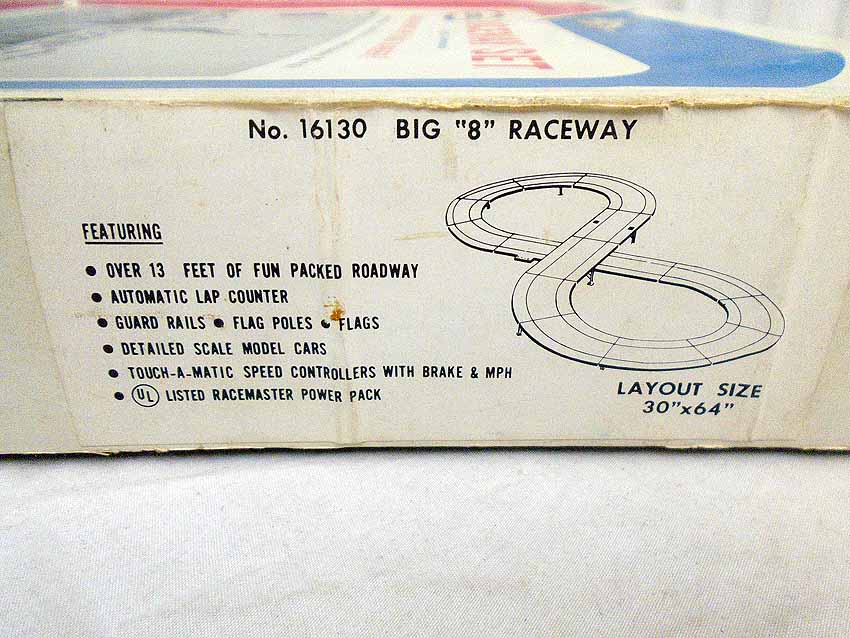 RACING SET
No. 16130 BIG "8" RACEWAY
FEATURING
• OVER 13 FEET OF FUN PACKED ROADWAY
• AUTOMATIC LAP COUNTER
• GUARD RAILS • FLAG POLES • FLAGS
• DETAILED SCALE MODEL CARS
• TOUCH-A-MATIC SPEED CONTROLLERS WITH BRAKE & MPH
• UL LISTED RACEMASTER POWER PACK
LAYOUT SIZE
30"x64"